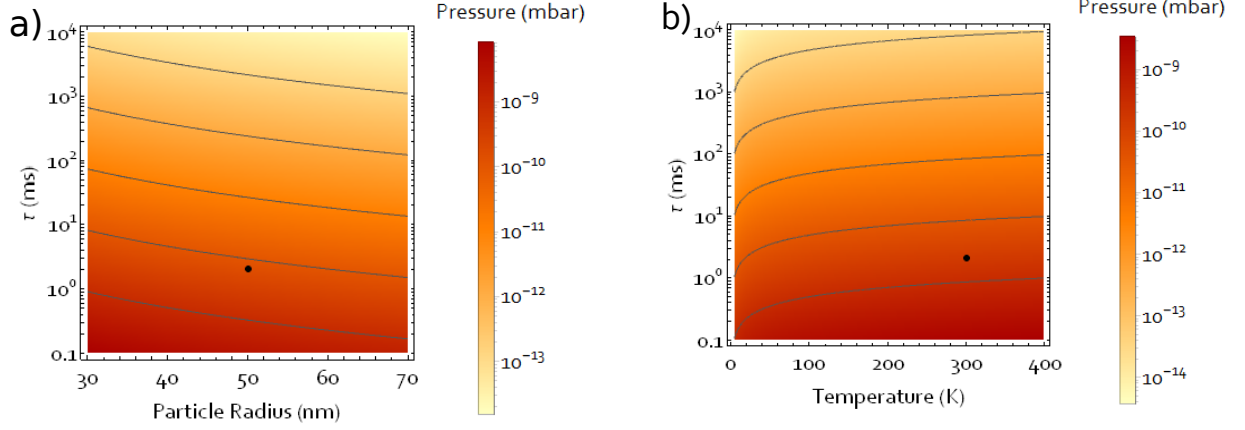 a)
Pressure (mbar)
10⁴
10³
10²
10¹
10⁰
0.1
τ (ms)
30 40 50 60 70
Particle Radius (nm)
10⁻⁹
10⁻¹⁰
10⁻¹¹
10⁻¹²
10⁻¹³
b)
Pressure (mbar)
10⁴
10³
10²
10¹
10⁰
0.1
τ (ms)
0 100 200 300 400
Temperature (K)
10⁻⁹
10⁻¹⁰
10⁻¹¹
10⁻¹²
10⁻¹³
10⁻¹⁴